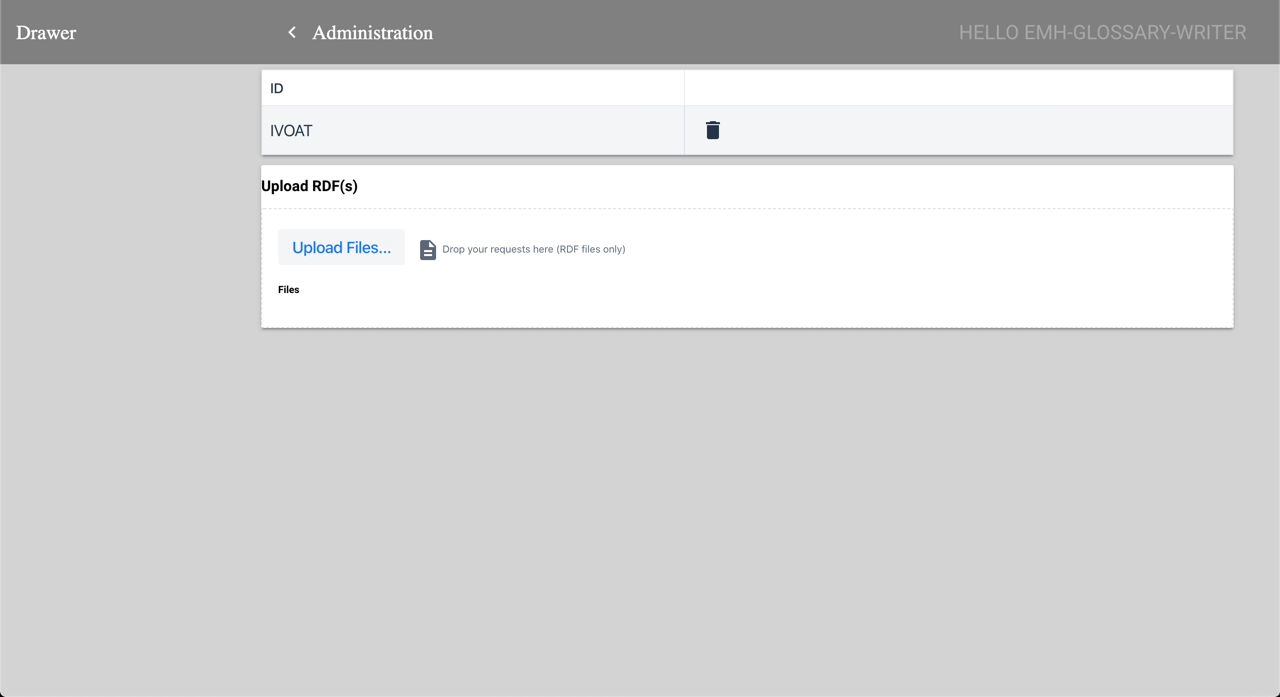 Drawer
Administration
HELLO EMH-GLOSSARY-WRITER
ID
IVOAT
Upload RDF(s)
Upload Files...
Drop your requests here (RDF files only)
Files